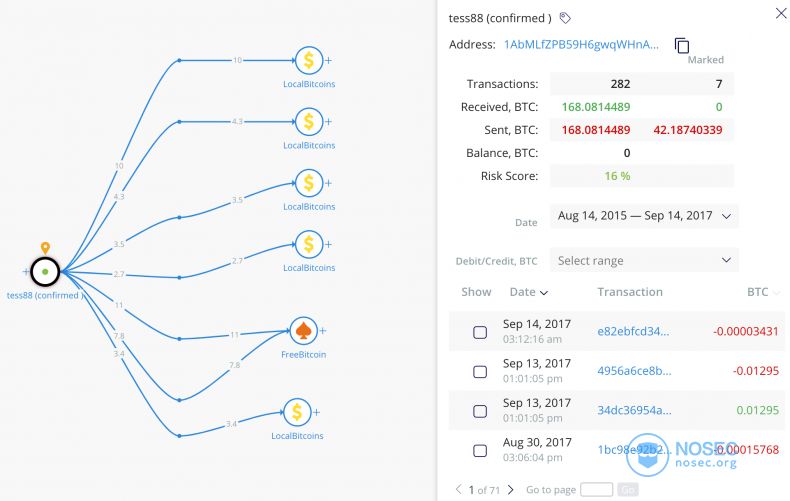 tess88 (confirmed )
Address: 1AbMLfZPB59H6gwqWHnA...
Marked
Transactions: 282 7
Received, BTC: 168.0814489 0
Sent, BTC: 168.0814489 42.18740339
Balance, BTC: 0
Risk Score: 16 %
Date Aug 14, 2015 — Sep 14, 2017
Debit/Credit, BTC Select range
Show Date Transaction BTC
Sep 14, 2017 e82ebfcd34... -0.00003431
03:12:16 am
Sep 13, 2017 4956a6ce8b... -0.01295
01:01:05 pm
Sep 13, 2017 34dc36954a... 0.01295
01:01:05 pm
Aug 30, 2017 1bc98e92b2... -0.00015768
03:06:04 pm
NOSEC
nosec.org
1 of 71 Go to page Go
10 10
LocalBitcoins
4.3 4.3
LocalBitcoins
3.5 3.5
LocalBitcoins
2.7 2.7
LocalBitcoins
tess88 (confirmed )
11 11
FreeBitcoin
7.8 7.8
3.4 3.4
LocalBitcoins